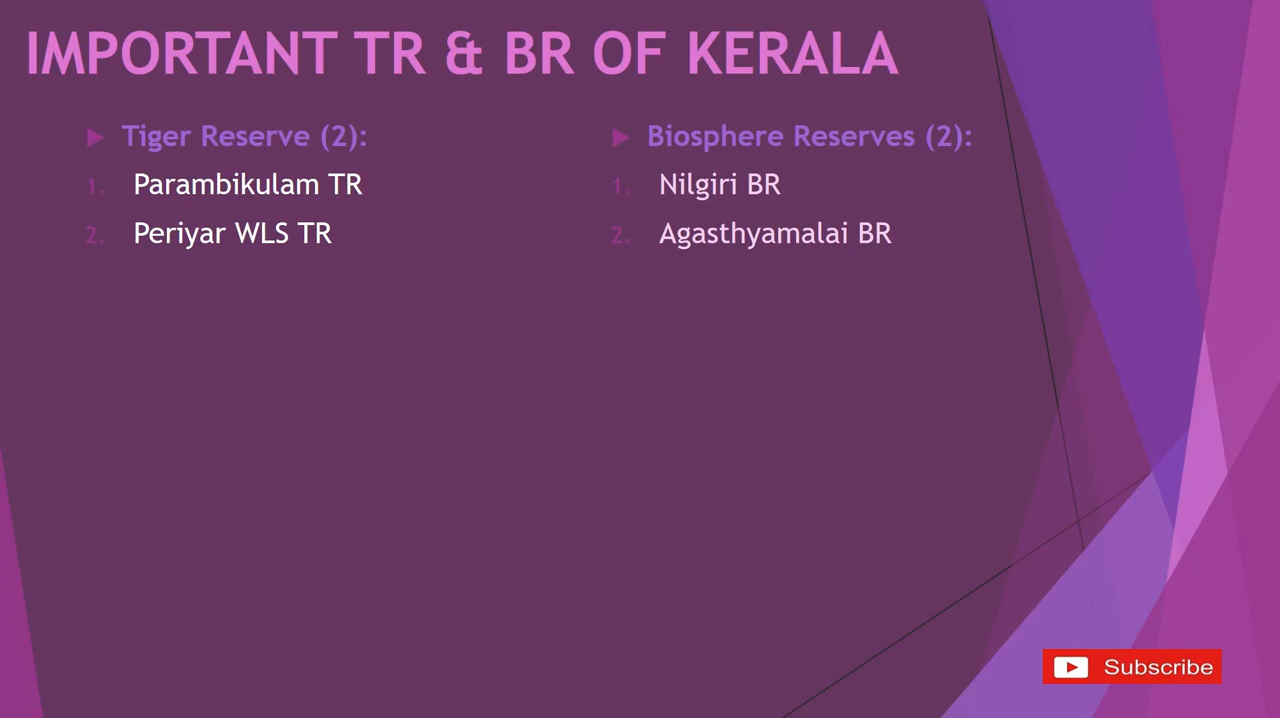 IMPORTANT TR & BR OF KERALA
Tiger Reserve (2):
1. Parambikulam TR
2. Periyar WLS TR
Biosphere Reserves (2):
1. Nilgiri BR
2. Agasthyamalai BR
Subscribe